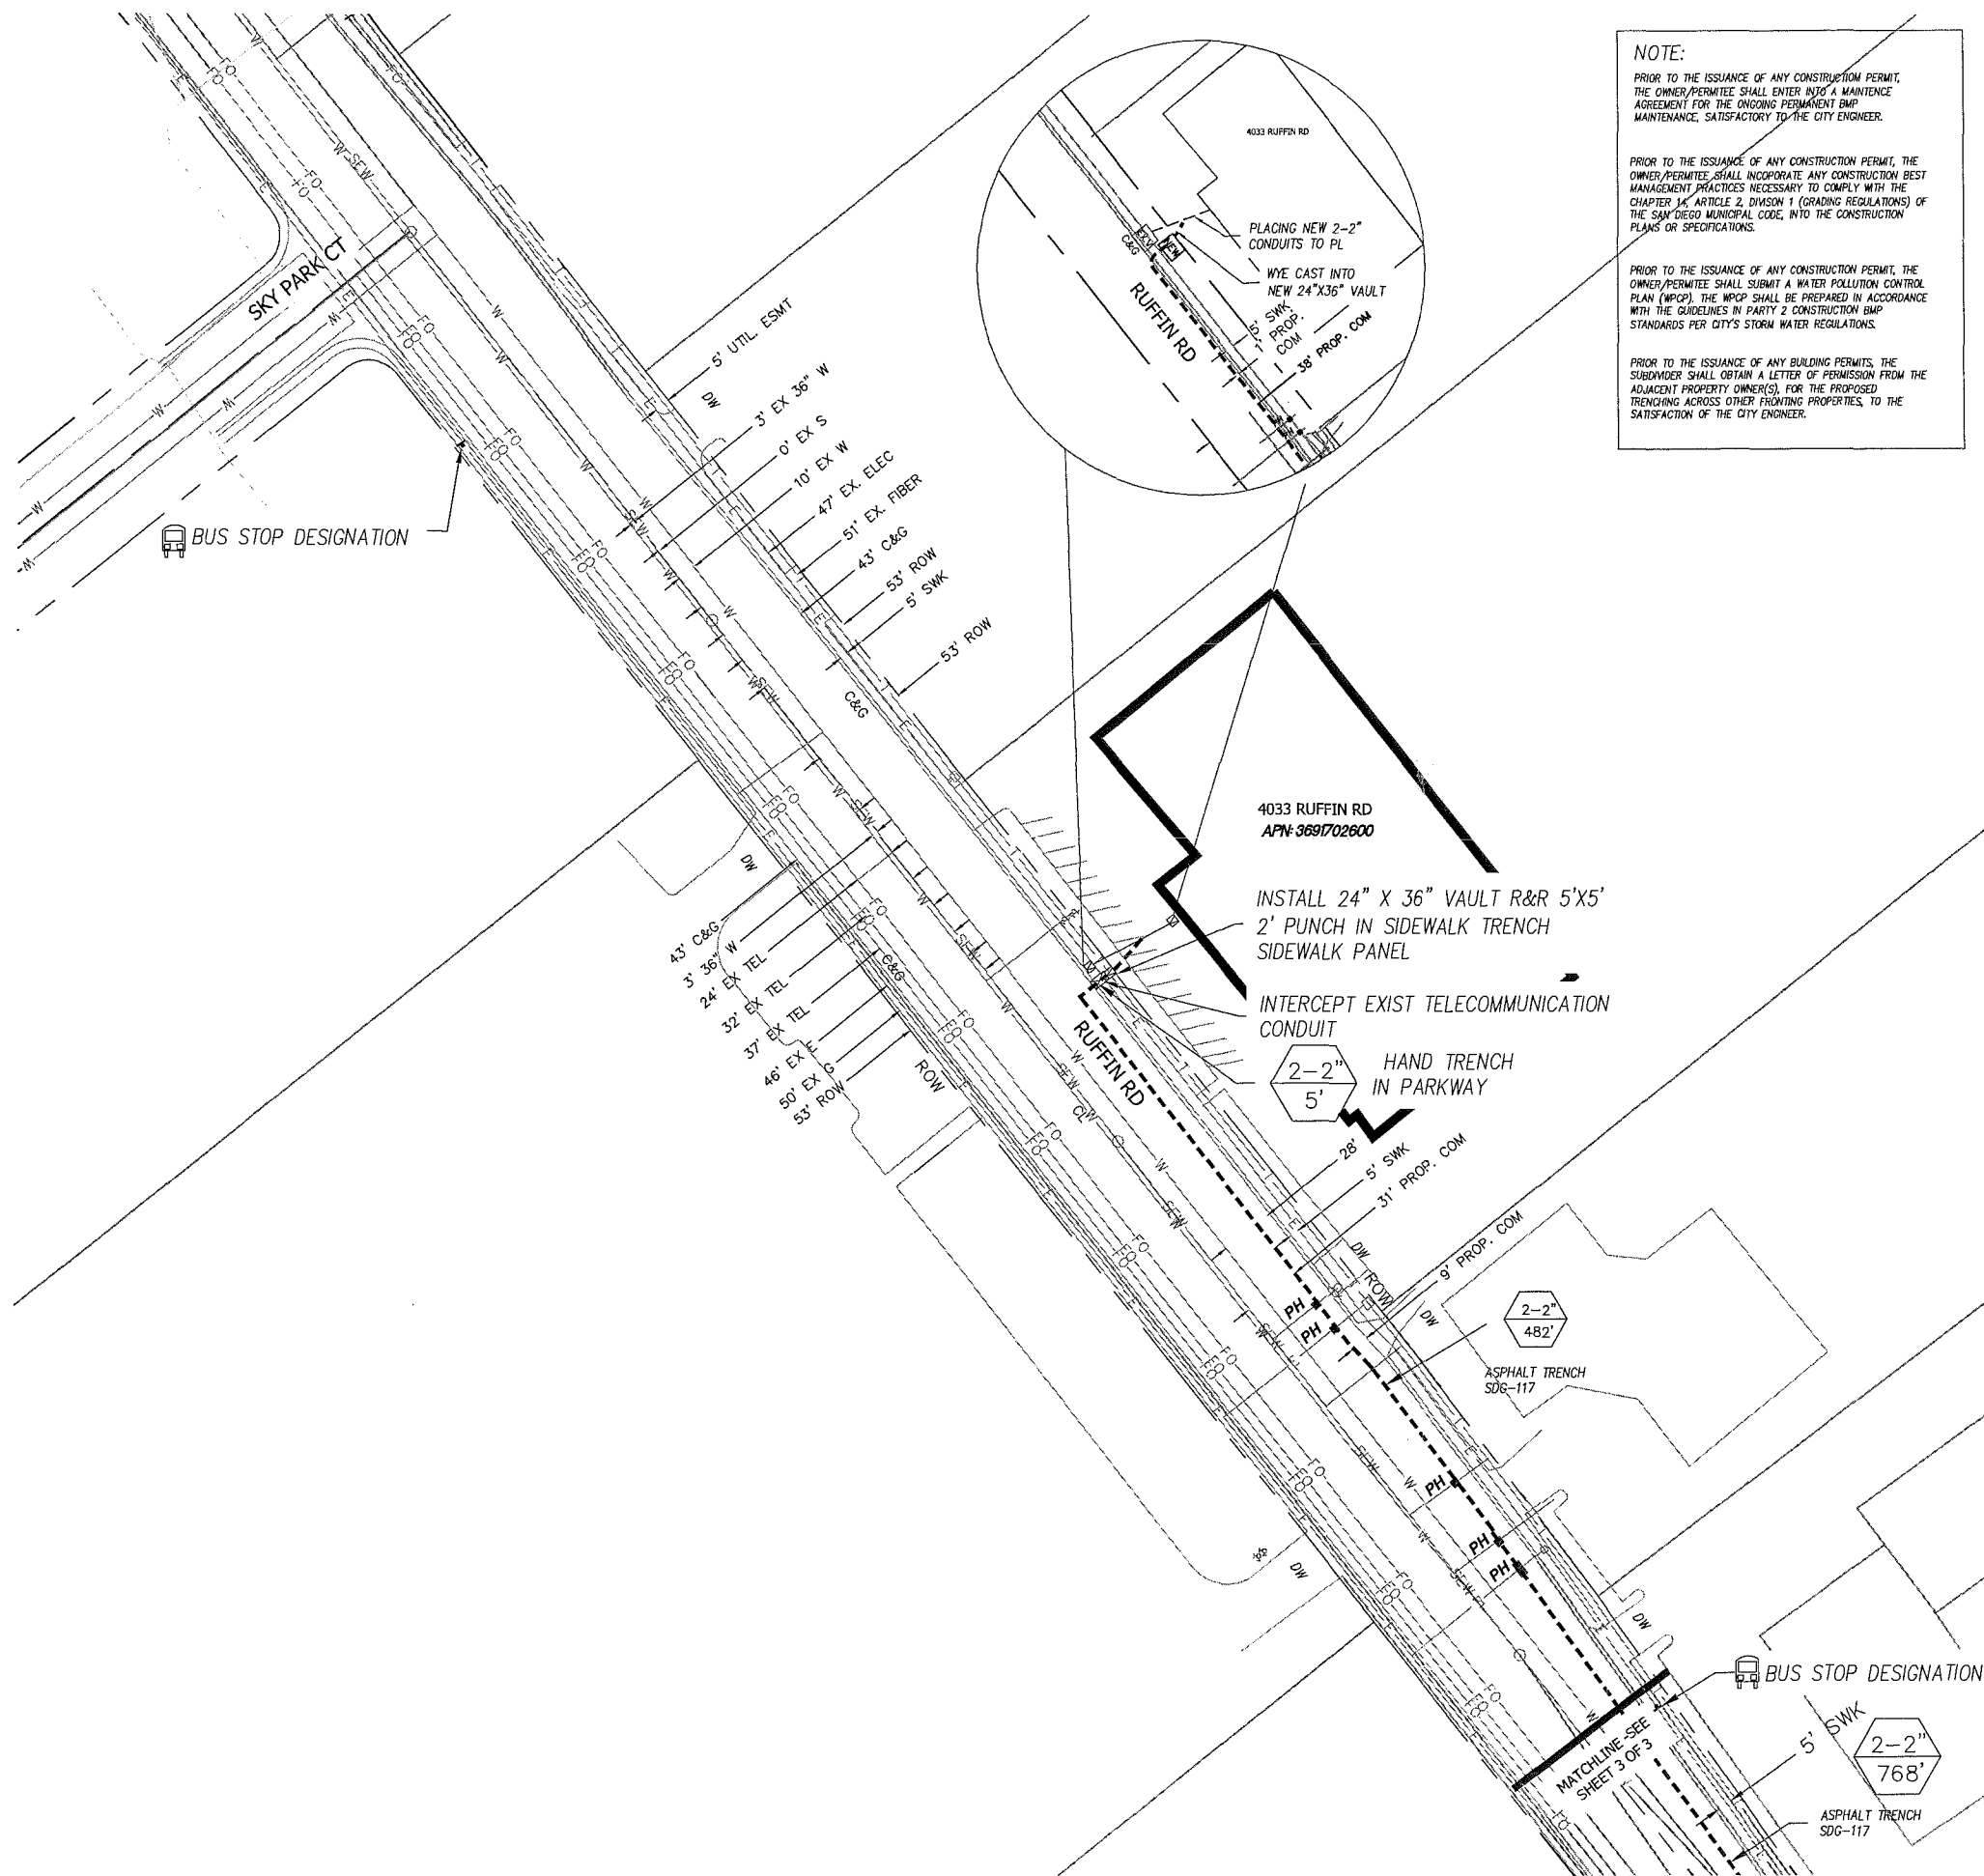 NOTE:
PRIOR TO THE ISSUANCE OF ANY CONSTRUCTION PERMIT,
THE OWNER/PERMITEE SHALL ENTER INTO A MAINTENCE
AGREEMENT FOR THE ONGOING PERMANENT BMP
MAINTENANCE, SATISFACTORY TO THE CITY ENGINEER.
PRIOR TO THE ISSUANCE OF ANY CONSTRUCTION PERMIT, THE
OWNER/PERMITEE SHALL INCOPORATE ANY CONSTRUCTION BEST
MANAGEMENT PRACTICES NECESSARY TO COMPLY WITH THE
CHAPTER 14, ARTICLE 2, DIVISON 1 (GRADING REGULATIONS) OF
THE SAN DIEGO MUNICIPAL CODE, INTO THE CONSTRUCTION
PLANS OR SPECIFICATIONS.
PRIOR TO THE ISSUANCE OF ANY CONSTRUCTION PERMIT, THE
OWNER/PERMITEE SHALL SUBMIT A WATER POLLUTION CONTROL
PLAN (WPCP). THE WPCP SHALL BE PREPARED IN ACCORDANCE
WITH THE GUIDELINES IN PARTY 2 CONSTRUCTION BMP
STANDARDS PER CITY'S STORM WATER REGULATIONS.
PRIOR TO THE ISSUANCE OF ANY BUILDING PERMITS, THE
SUBDIVIDER SHALL OBTAIN A LETTER OF PERMISSION FROM THE
ADJACENT PROPERTY OWNER(S), FOR THE PROPOSED
TRENCHING ACROSS OTHER FRONTING PROPERTIES, TO THE
SATISFACTION OF THE CITY ENGINEER.
4033 RUFFIN RD
PLACING NEW 2-2"
CONDUITS TO PL
WYE CAST INTO
NEW 24"X36" VAULT
EXV
NEW
C&G
RUFFIN RD
5' SWK
1' PROP.
COM
38' PROP. COM
SKY PARK CT
BUS STOP DESIGNATION
5' UTIL. ESMT
DW
3' EX 36" W
0' EX S
10' EX W
47' EX. ELEC
51' EX. FIBER
43' C&G
53' ROW
5' SWK
53' ROW
C&G
4033 RUFFIN RD
APN: 3691702600
INSTALL 24" X 36" VAULT R&R 5'X5'
2' PUNCH IN SIDEWALK TRENCH
SIDEWALK PANEL
INTERCEPT EXIST TELECOMMUNICATION
CONDUIT
2-2"
5'
HAND TRENCH
IN PARKWAY
DW
43' C&G
3' 36" W
24' EX TEL
32' EX TEL
37' EX TEL
46' EX E
50' EX G
53' ROW
C&G
ROW
RUFFIN RD
CL
28'
5' SWK
31' PROP. COM
DW
ROW
9' PROP. COM
DW
PH
PH
2-2"
482'
ASPHALT TRENCH
SDG-117
PH
PH
PH
DW
DW
BUS STOP DESIGNATION
MATCHLINE-SEE
SHEET 3 OF 3
5' SWK
2-2"
768'
ASPHALT TRENCH
SDG-117